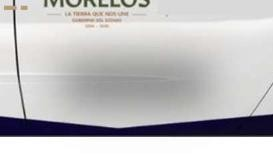 MORELOS
LA TIERRA QUE NOS UNE
GOBIERNO DEL ESTADO